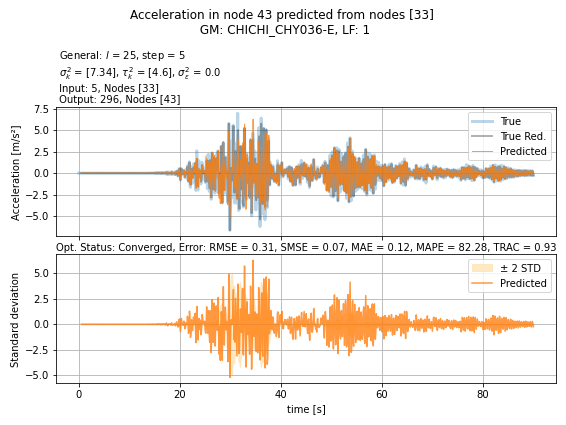 Acceleration in node 43 predicted from nodes [33]
GM: CHICHI_CHY036-E, LF: 1
General: l = 25, step = 5
σ²ₖ = [7.34], τ²ₖ = [4.6], σ²ε = 0.0
Input: 5, Nodes [33]
Output: 296, Nodes [43]
7.5
5.0
2.5
0.0
−2.5
−5.0
Acceleration [m/s²]
True
True Red.
Predicted
Opt. Status: Converged, Error: RMSE = 0.31, SMSE = 0.07, MAE = 0.12, MAPE = 82.28, TRAC = 0.93
5.0
2.5
0.0
−2.5
−5.0
Standard deviation
± 2 STD
Predicted
0 20 40 60 80
time [s]